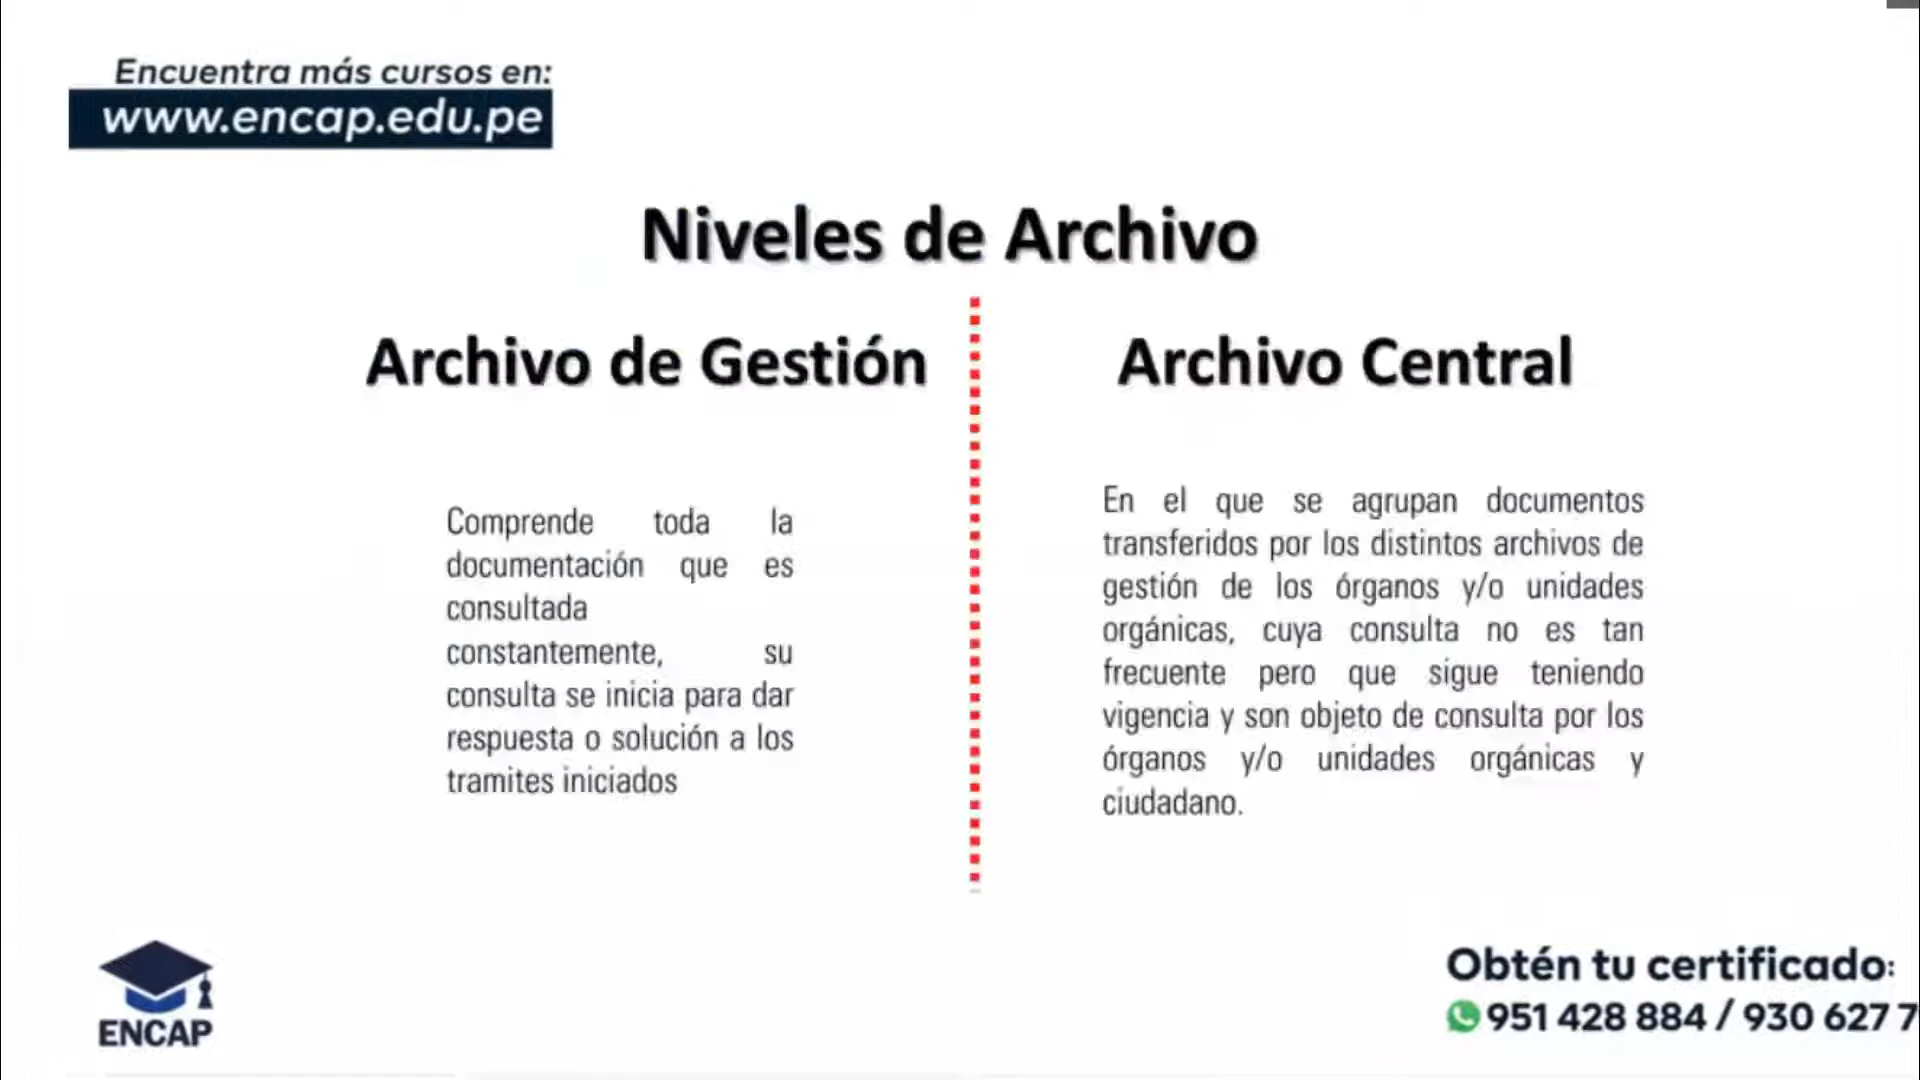 Encuentra más cursos en:
www.encap.edu.pe
Niveles de Archivo
Archivo de Gestión
Comprende toda la
documentación que es
consultada
constantemente, su
consulta se inicia para dar
respuesta o solución a los
tramites iniciados
Archivo Central
En el que se agrupan documentos
transferidos por los distintos archivos de
gestión de los órganos y/o unidades
orgánicas, cuya consulta no es tan
frecuente pero que sigue teniendo
vigencia y son objeto de consulta por los
órganos y/o unidades orgánicas y
ciudadano.
ENCAP
Obtén tu certificado:
951 428 884 / 930 627 7